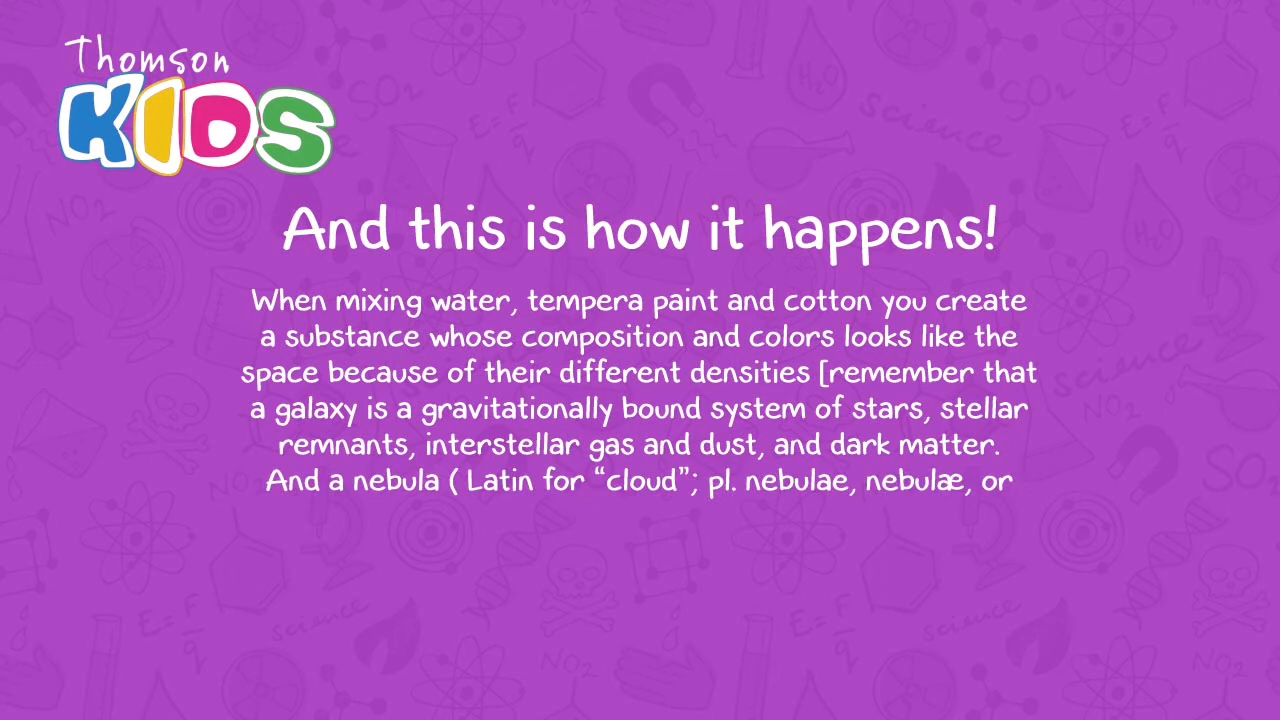 Thomson
KIDS
And this is how it happens!
When mixing water, tempera paint and cotton you create
a substance whose composition and colors looks like the
space because of their different densities [remember that
a galaxy is a gravitationally bound system of stars, stellar
remnants, interstellar gas and dust, and dark matter.
And a nebula ( Latin for “cloud”; pl. nebulae, nebulæ, or